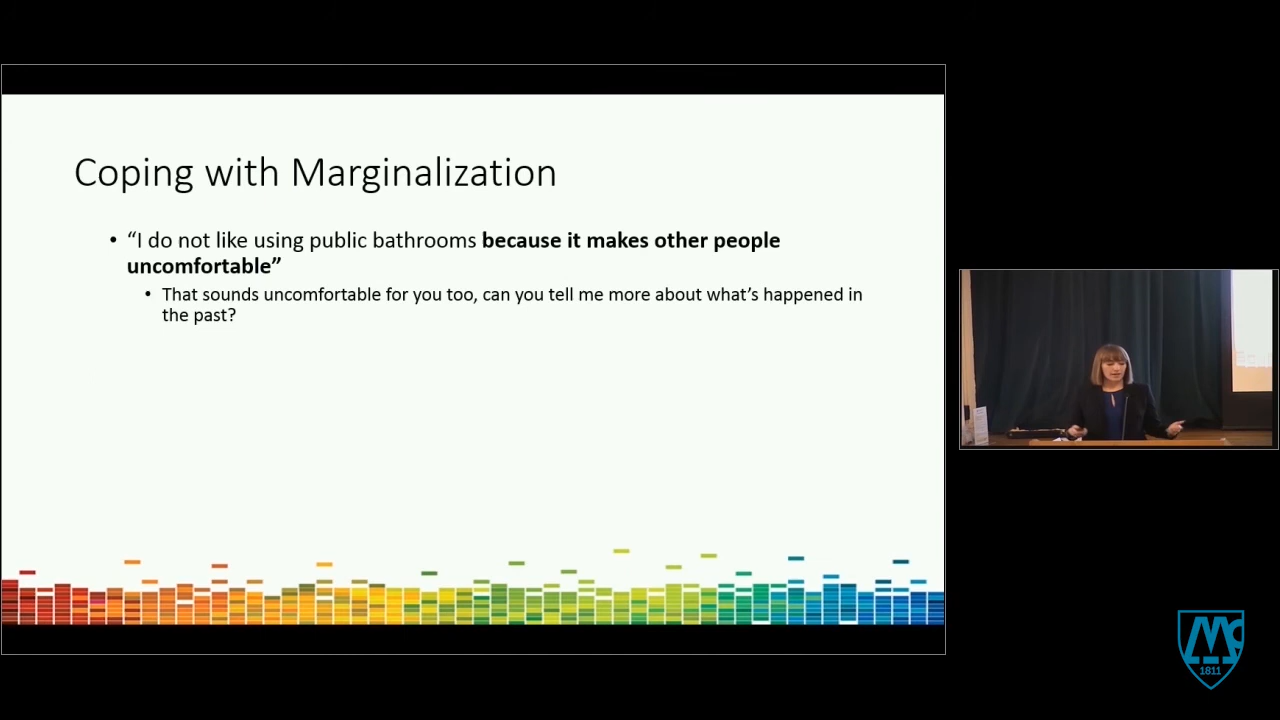 Coping with Marginalization
• “I do not like using public bathrooms because it makes other people
uncomfortable”
• That sounds uncomfortable for you too, can you tell me more about what’s happened in
the past?
Mc
1811